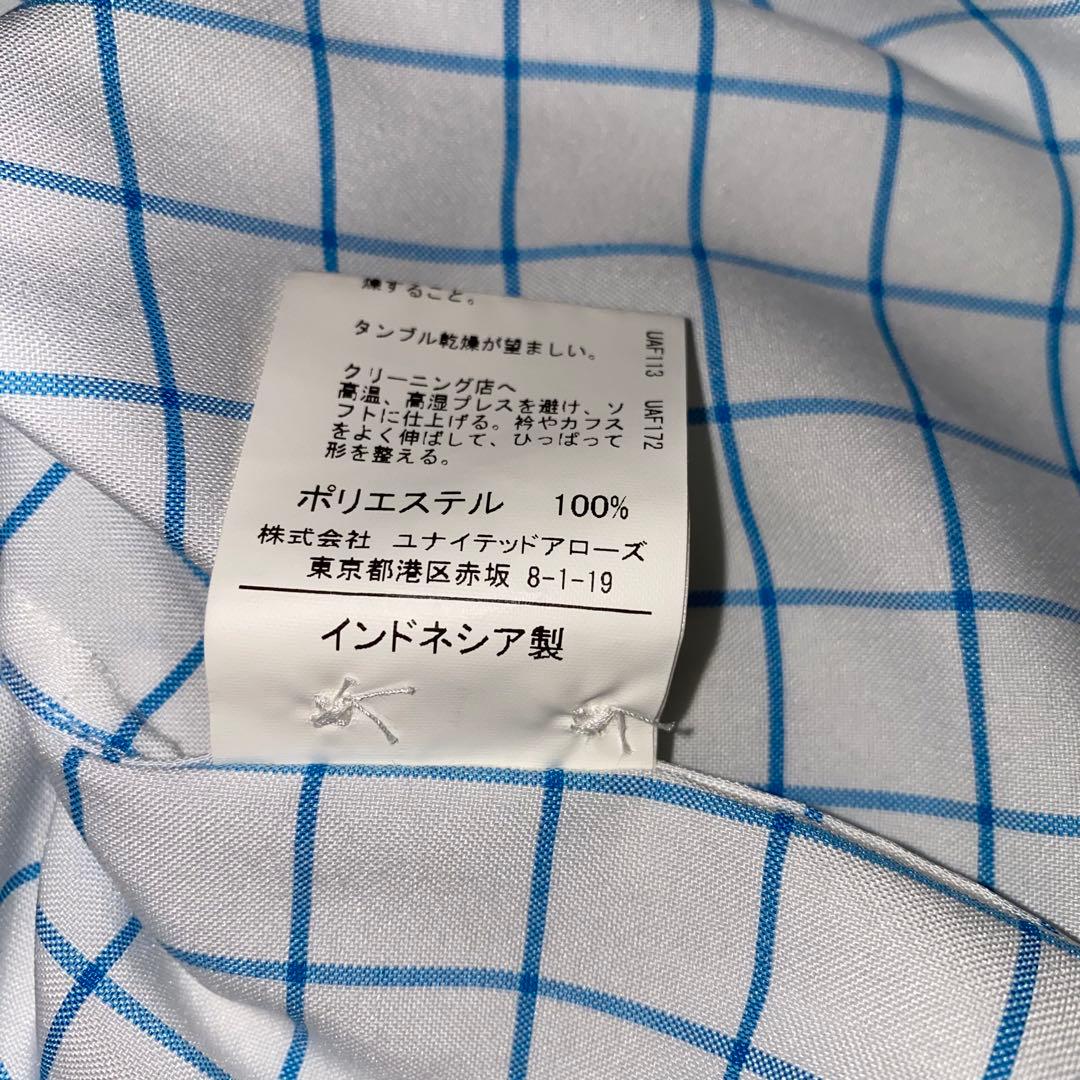 燥すること。
タンブル乾燥が望ましい。
クリーニング店へ
高温、高湿プレスを避け、ソ
フトに仕上げる。衿やカフス
をよく伸ばして、ひっぱって
形を整える。
ポリエステル 100%
株式会社 ユナイテッドアローズ
東京都港区赤坂 8-1-19
インドネシア製
UAF113 UAF172